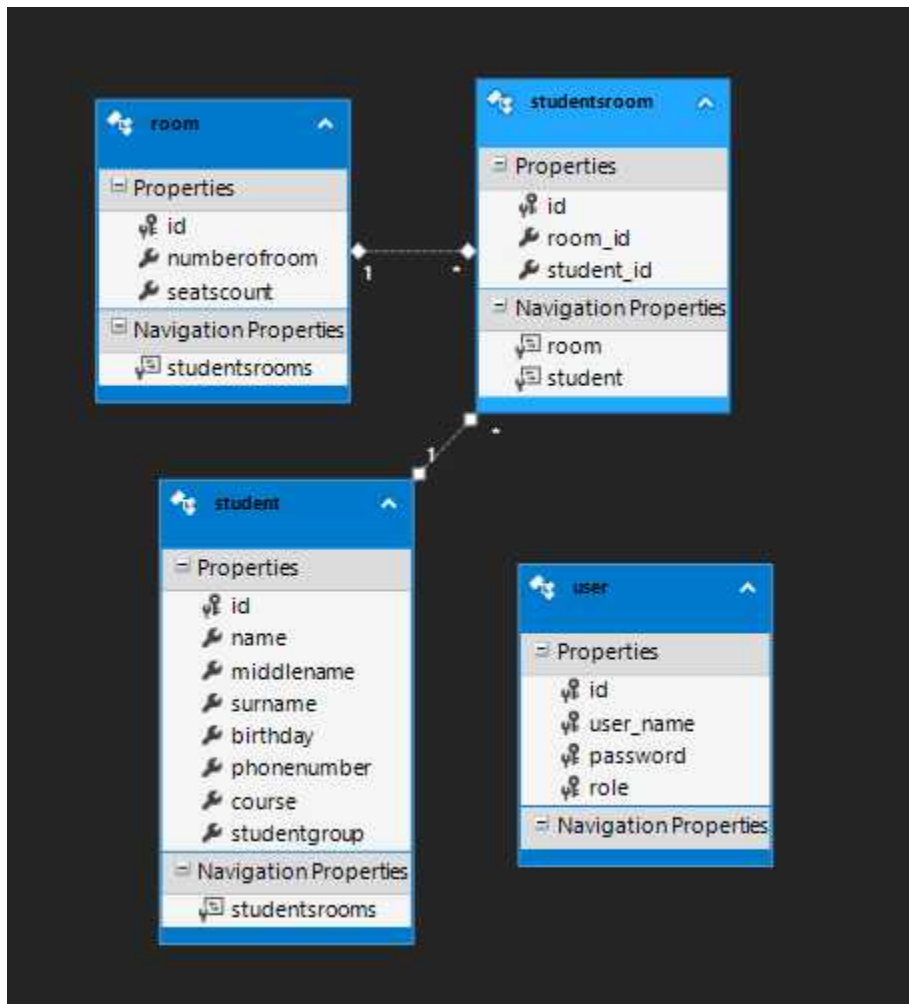 room
Properties
id
numberofroom
seatscount
Navigation Properties
studentsrooms
1
*
studentsroom
Properties
id
room_id
student_id
Navigation Properties
room
student
1
*
student
Properties
id
name
middlename
surname
birthday
phonenumber
course
studentgroup
Navigation Properties
studentsrooms
user
Properties
id
user_name
password
role
Navigation Properties